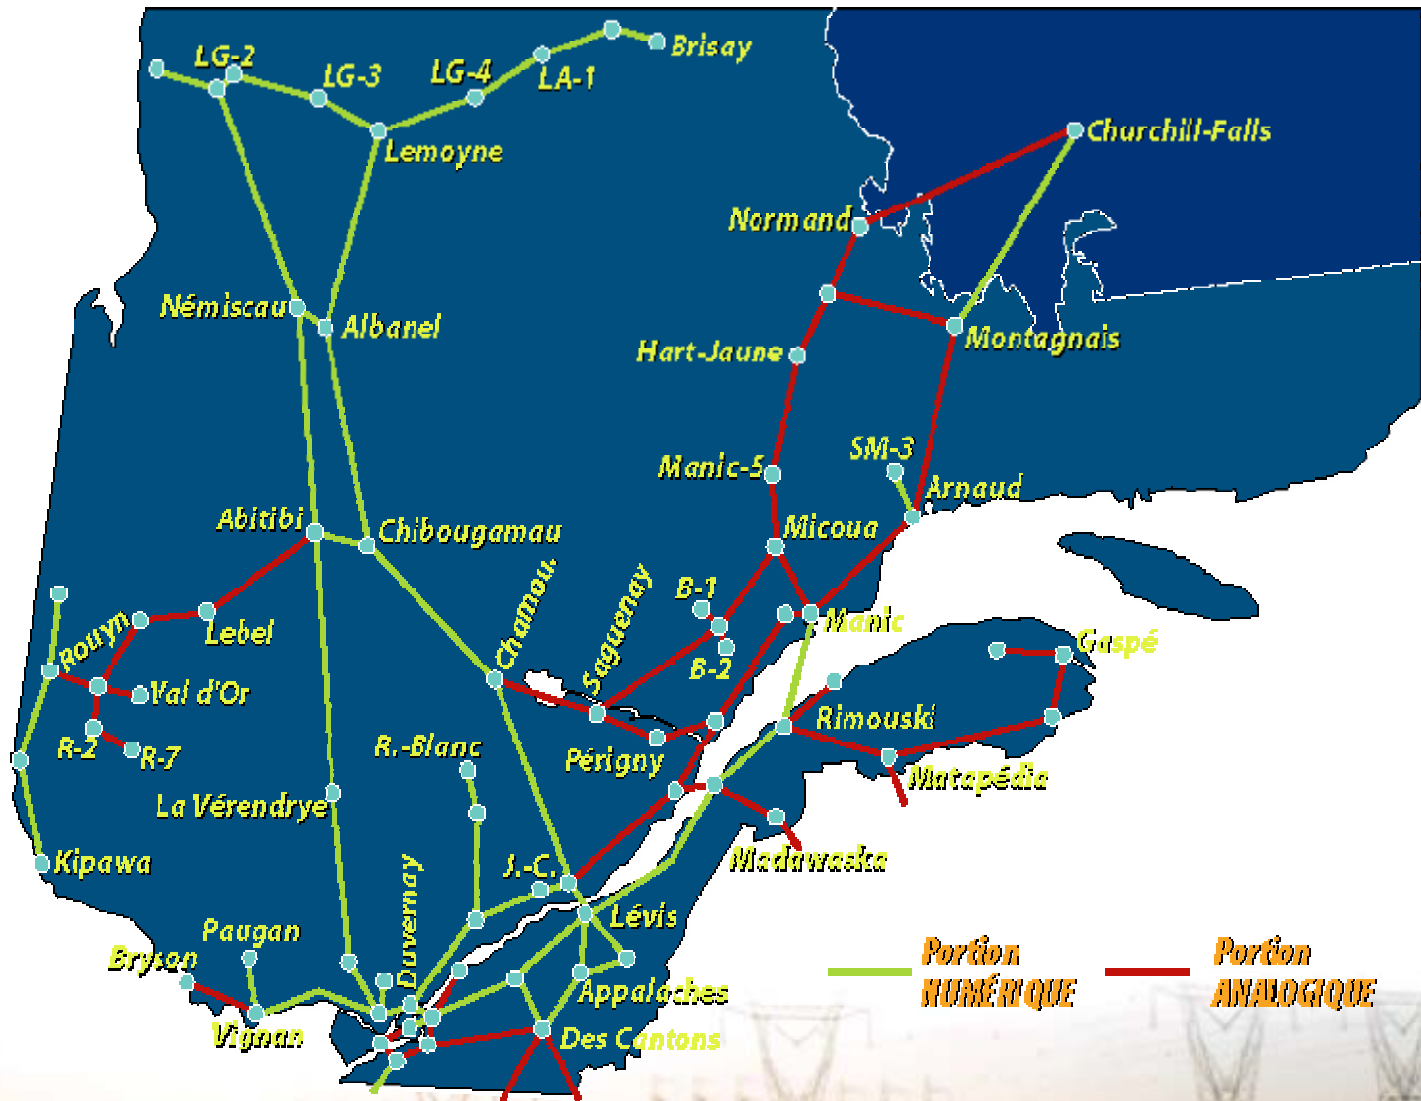 LG-2
LG-3
LG-4
LA-1
Brisay
Lemoyne
Churchill-Falls
Normand
Némiscau
Albanel
Hart-Jaune
Montagnais
Manic-5
SM-3
Arnaud
Abitibi
Chibougamau
Micoua
Chamou.
Saguenay
B-1
B-2
Manic
Gaspé
Rouyn
Lebel
Val d'Or
R-2
R-7
R.-Blanc
Périgny
Rimouski
Matapédia
La Vérendrye
Madawaska
Kipawa
Duvernay
J.-C.
Lévis
Paugan
Bryson
Vignan
Appalaches
Des Cantons
Portion
NUMÉRIQUE
Portion
ANALOGIQUE